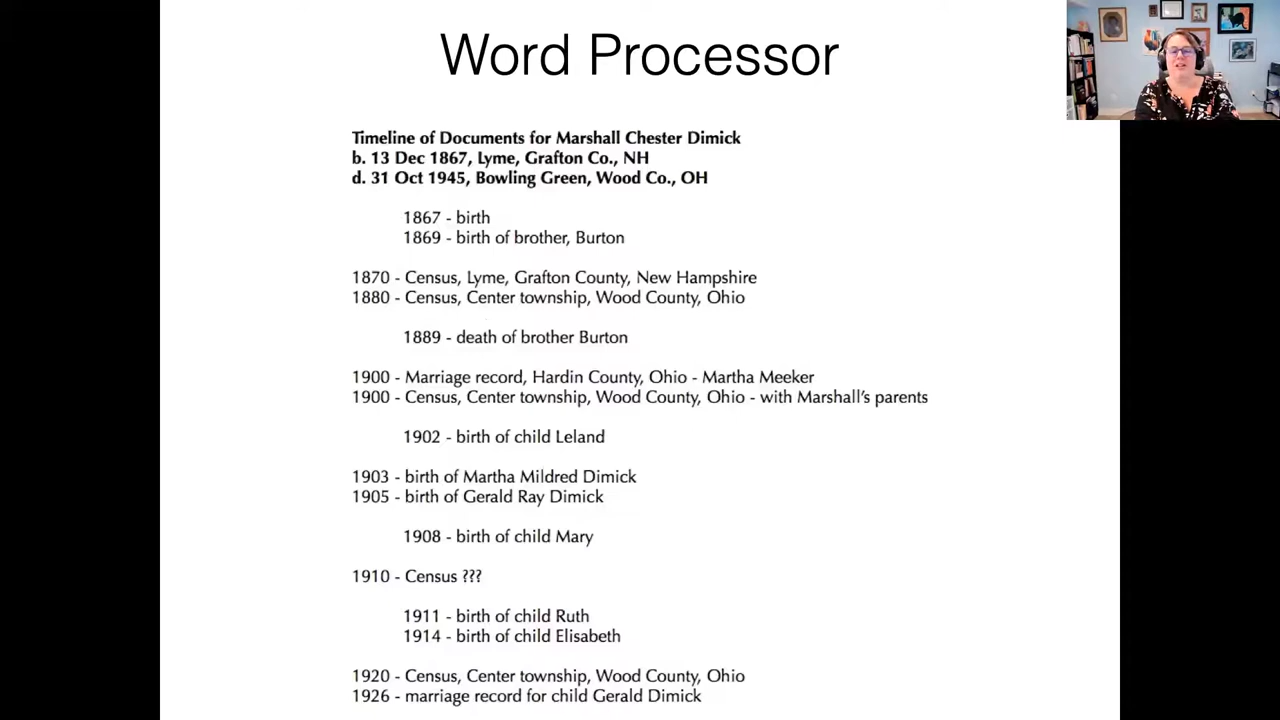 Word Processor
Timeline of Documents for Marshall Chester Dimick
b. 13 Dec 1867, Lyme, Grafton Co., NH
d. 31 Oct 1945, Bowling Green, Wood Co., OH
1867 - birth
1869 - birth of brother, Burton
1870 - Census, Lyme, Grafton County, New Hampshire
1880 - Census, Center township, Wood County, Ohio
1889 - death of brother Burton
1900 - Marriage record, Hardin County, Ohio - Martha Meeker
1900 - Census, Center township, Wood County, Ohio - with Marshall's parents
1902 - birth of child Leland
1903 - birth of Martha Mildred Dimick
1905 - birth of Gerald Ray Dimick
1908 - birth of child Mary
1910 - Census ???
1911 - birth of child Ruth
1914 - birth of child Elisabeth
1920 - Census, Center township, Wood County, Ohio
1926 - marriage record for child Gerald Dimick